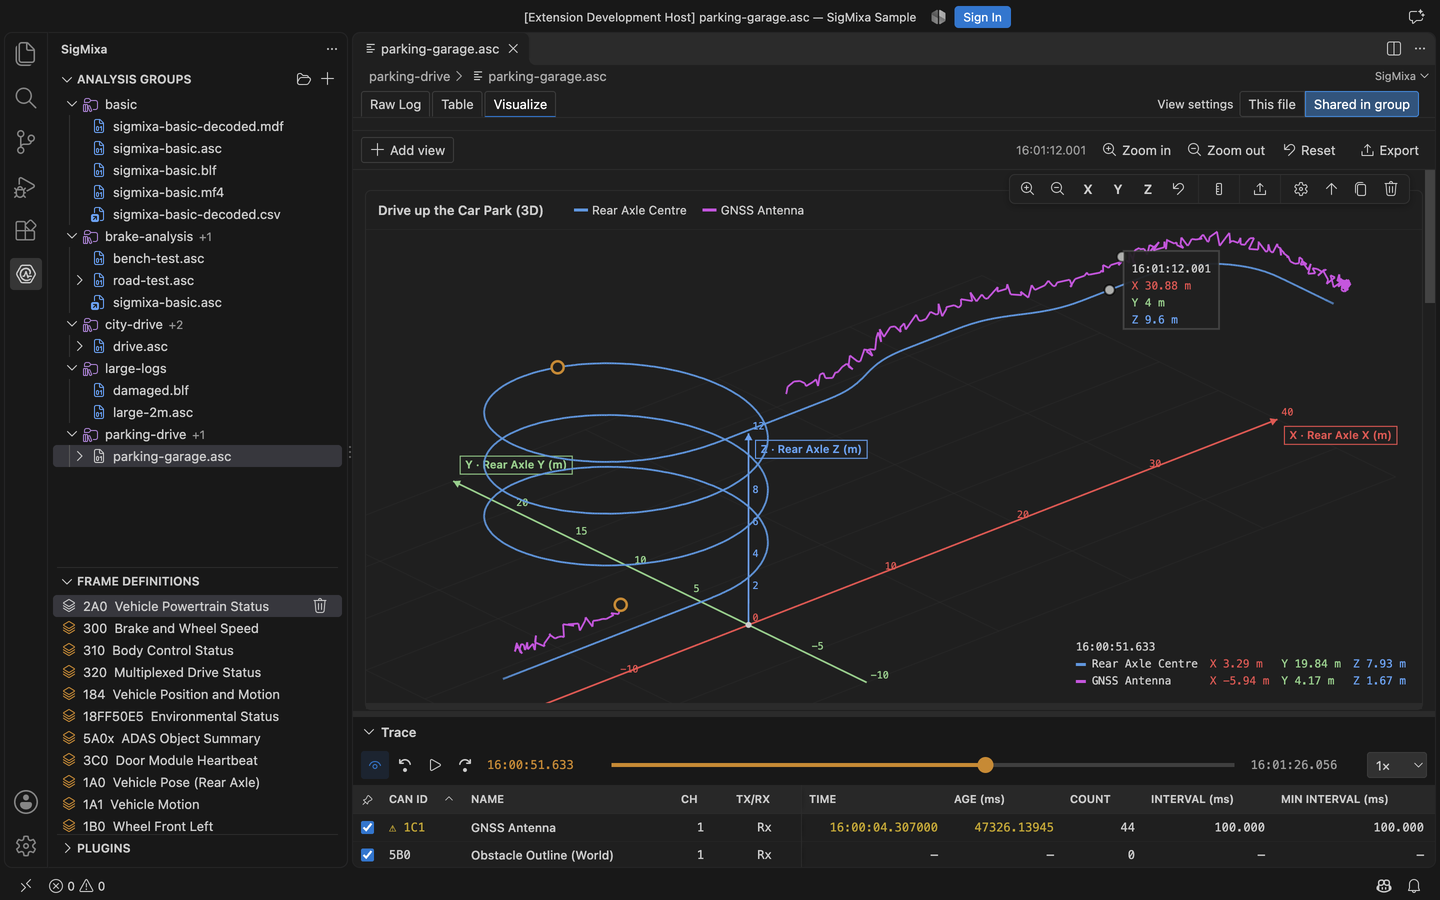 [Extension Development Host] parking-garage.asc — SigMixa Sample
Sign In
SigMixa
ANALYSIS GROUPS
basic
sigmixa-basic-decoded.mdf
sigmixa-basic.asc
sigmixa-basic.blf
sigmixa-basic.mf4
sigmixa-basic-decoded.csv
brake-analysis +1
bench-test.asc
road-test.asc
sigmixa-basic.asc
city-drive +2
drive.asc
large-logs
damaged.blf
large-2m.asc
parking-drive +1
parking-garage.asc
FRAME DEFINITIONS
2A0 Vehicle Powertrain Status
300 Brake and Wheel Speed
310 Body Control Status
320 Multiplexed Drive Status
184 Vehicle Position and Motion
18FF50E5 Environmental Status
5A0x ADAS Object Summary
3C0 Door Module Heartbeat
1A0 Vehicle Pose (Rear Axle)
1A1 Vehicle Motion
1B0 Wheel Front Left
PLUGINS
parking-garage.asc
parking-drive > parking-garage.asc
SigMixa
Raw Log Table Visualize
View settings This file Shared in group
+ Add view
16:01:12.001 Zoom in Zoom out Reset Export
X Y Z
Drive up the Car Park (3D) Rear Axle Centre GNSS Antenna
16:01:12.001
X 30.88 m
Y 4 m
Z 9.6 m
40
X · Rear Axle X (m)
12
Z · Rear Axle Z (m)
Y · Rear Axle Y (m)
30
8
20
20
6
15
4
10
10
2
5
0
−5
−10
−10
16:00:51.633
Rear Axle Centre X 3.29 m Y 19.84 m Z 7.93 m
GNSS Antenna X −5.94 m Y 4.17 m Z 1.67 m
Trace
16:00:51.633 16:01:26.056 1×
CAN ID NAME CH TX/RX TIME AGE (ms) COUNT INTERVAL (ms) MIN INTERVAL (ms)
⚠ 1C1 GNSS Antenna 1 Rx 16:00:04.307000 47326.13945 44 100.000 100.000
5B0 Obstacle Outline (World) 1 Rx — — 0 — —
0 0